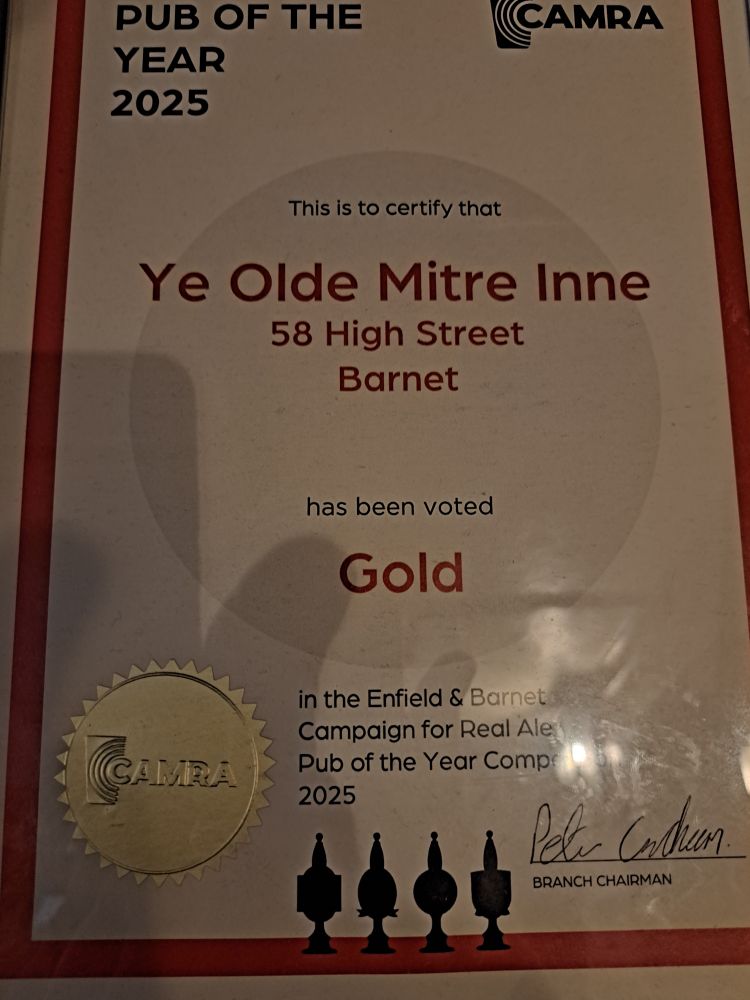 PUB OF THE
YEAR
2025
CAMRA
This is to certify that
Ye Olde Mitre Inne
58 High Street
Barnet
has been voted
Gold
in the Enfield & Barnet
Campaign for Real Ale
Pub of the Year
2025
CAMRA
BRANCH CHAIRMAN